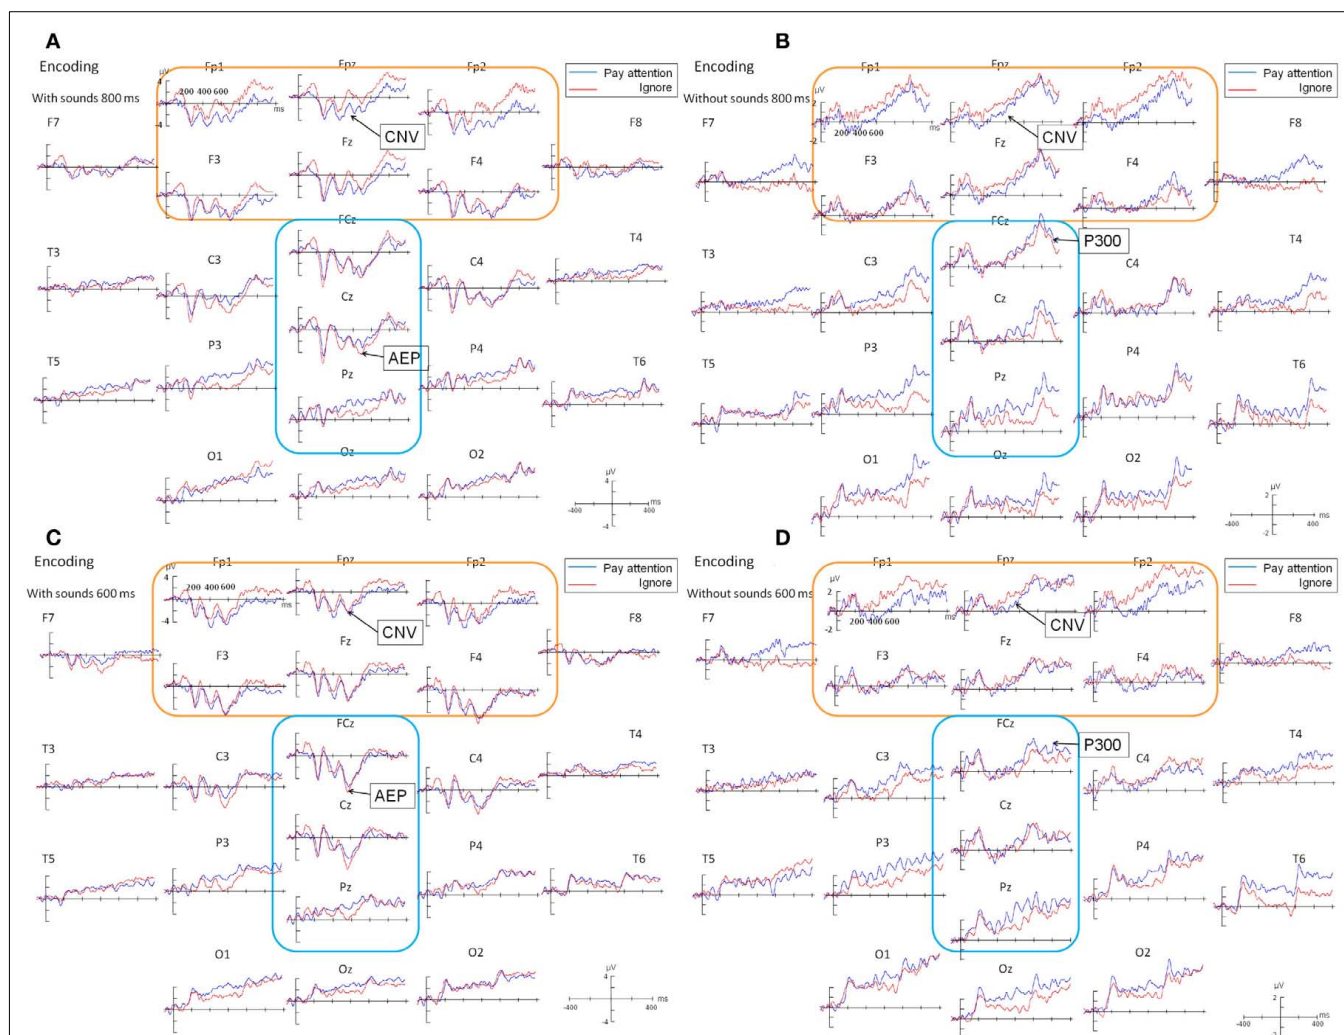 A
Encoding
With sounds 800 ms
Pay attention
Ignore
Fp1
Fpz
Fp2
µV
4
200 400 600
ms
-4
CNV
F7
F3
Fz
F4
F8
FCz
T3
C3
C4
T4
Cz
AEP
T5
P3
Pz
P4
T6
O1
Oz
O2
µV
4
-400
400
ms
-4
B
Encoding
Without sounds 800 ms
Pay attention
Ignore
Fp1
Fpz
Fp2
µV
2
200 400 600
ms
-2
CNV
F7
F3
Fz
F4
F8
FCz
P300
T3
C3
C4
T4
Cz
T5
P3
Pz
P4
T6
O1
Oz
O2
µV
2
-400
400
ms
-2
C
Encoding
With sounds 600 ms
Pay attention
Ignore
Fp1
Fpz
Fp2
µV
4
200 400 600
ms
-4
CNV
F7
F3
Fz
F4
F8
FCz
T3
C3
C4
T4
AEP
Cz
T5
P3
Pz
P4
T6
O1
Oz
O2
µV
4
-400
400
ms
-4
D
Encoding
Without sounds 600 ms
Pay attention
Ignore
Fp1
Fpz
Fp2
µV
2
200 400 600
ms
-2
CNV
F7
F3
Fz
F4
F8
FCz
P300
T3
C3
C4
T4
Cz
T5
P3
Pz
P4
T6
O1
Oz
O2
µV
2
-400
400
ms
-2